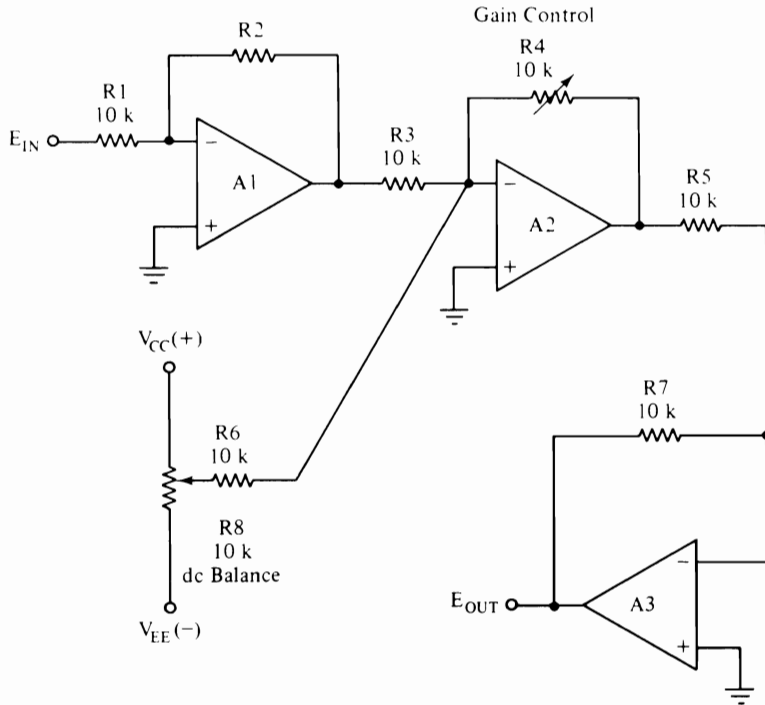 Gain Control
R2
R4
10 k
R1
10 k
R3
10 k
E_IN
−
A1
+
−
A2
+
R5
10 k
V_CC(+)
R7
10 k
R6
10 k
R8
10 k
dc Balance
−
A3
+
E_OUT
V_EE(−)